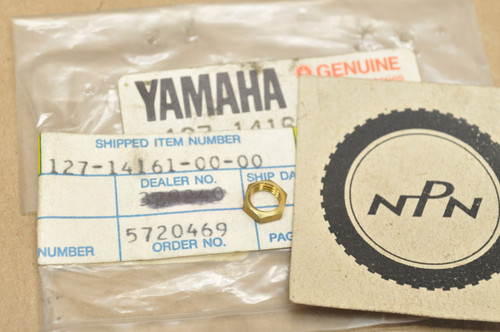 GENUINE
YAMAHA
127-1416
SHIPPED ITEM NUMBER
127-14161-00-00
DEALER NO.
SHIP DA
5720469
NUMBER
ORDER NO.
PAG
NPN